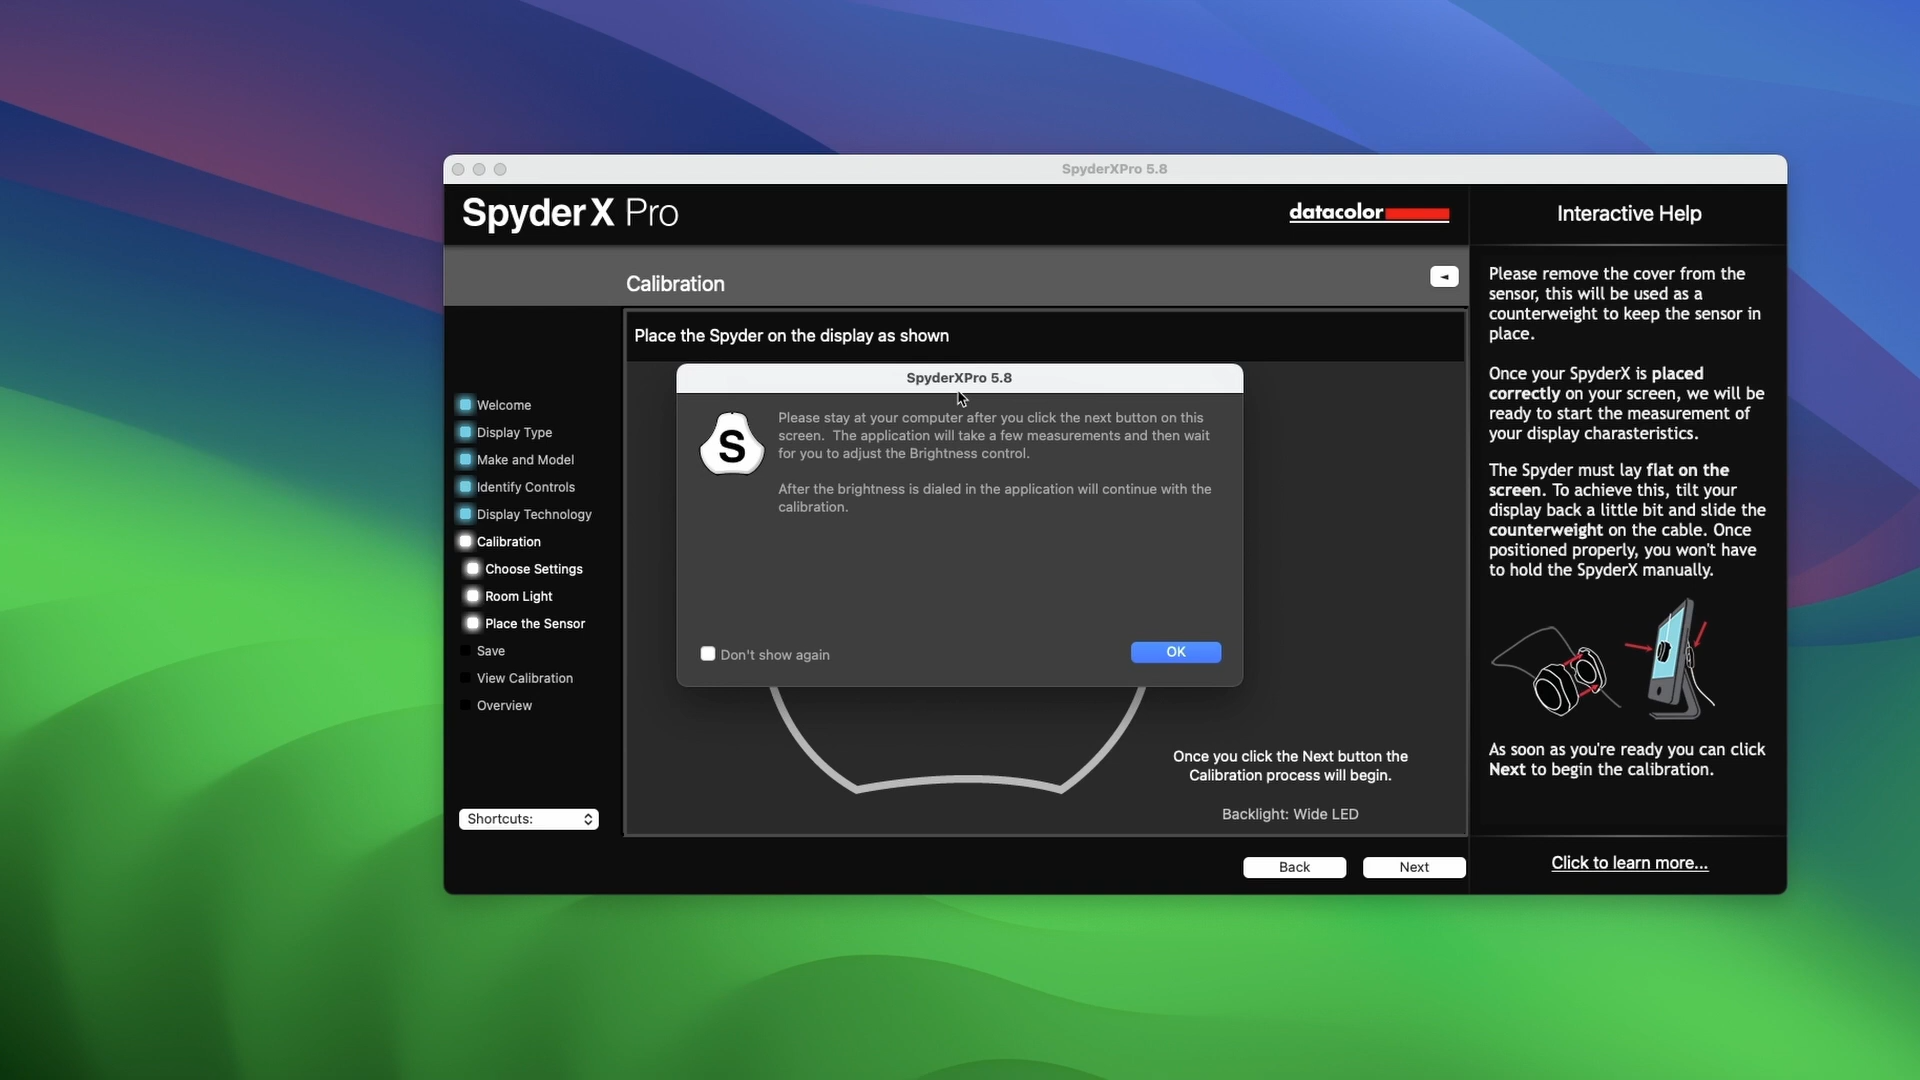 SpyderXPro 5.8
SpyderX Pro
datacolor
Interactive Help
Calibration
Place the Spyder on the display as shown
Welcome
Display Type
Make and Model
Identify Controls
Display Technology
Calibration
Choose Settings
Room Light
Place the Sensor
Save
View Calibration
Overview
Shortcuts:
SpyderXPro 5.8
S
Please stay at your computer after you click the next button on this
screen. The application will take a few measurements and then wait
for you to adjust the Brightness control.
After the brightness is dialed in the application will continue with the
calibration.
Don't show again
OK
Once you click the Next button the
Calibration process will begin.
Backlight: Wide LED
Back
Next
Please remove the cover from the
sensor, this will be used as a
counterweight to keep the sensor in
place.
Once your SpyderX is placed
correctly on your screen, we will be
ready to start the measurement of
your display charasteristics.
The Spyder must lay flat on the
screen. To achieve this, tilt your
display back a little bit and slide the
counterweight on the cable. Once
positioned properly, you won't have
to hold the SpyderX manually.
As soon as you're ready you can click
Next to begin the calibration.
Click to learn more...